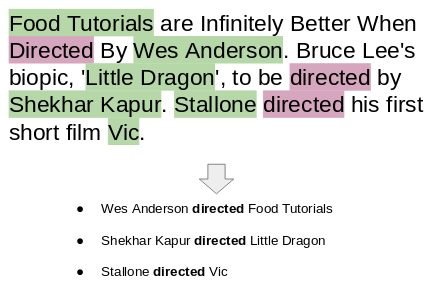 Food Tutorials are Infinitely Better When
Directed By Wes Anderson. Bruce Lee's
biopic, 'Little Dragon', to be directed by
Shekhar Kapur. Stallone directed his first
short film Vic.
● Wes Anderson directed Food Tutorials
● Shekhar Kapur directed Little Dragon
● Stallone directed Vic